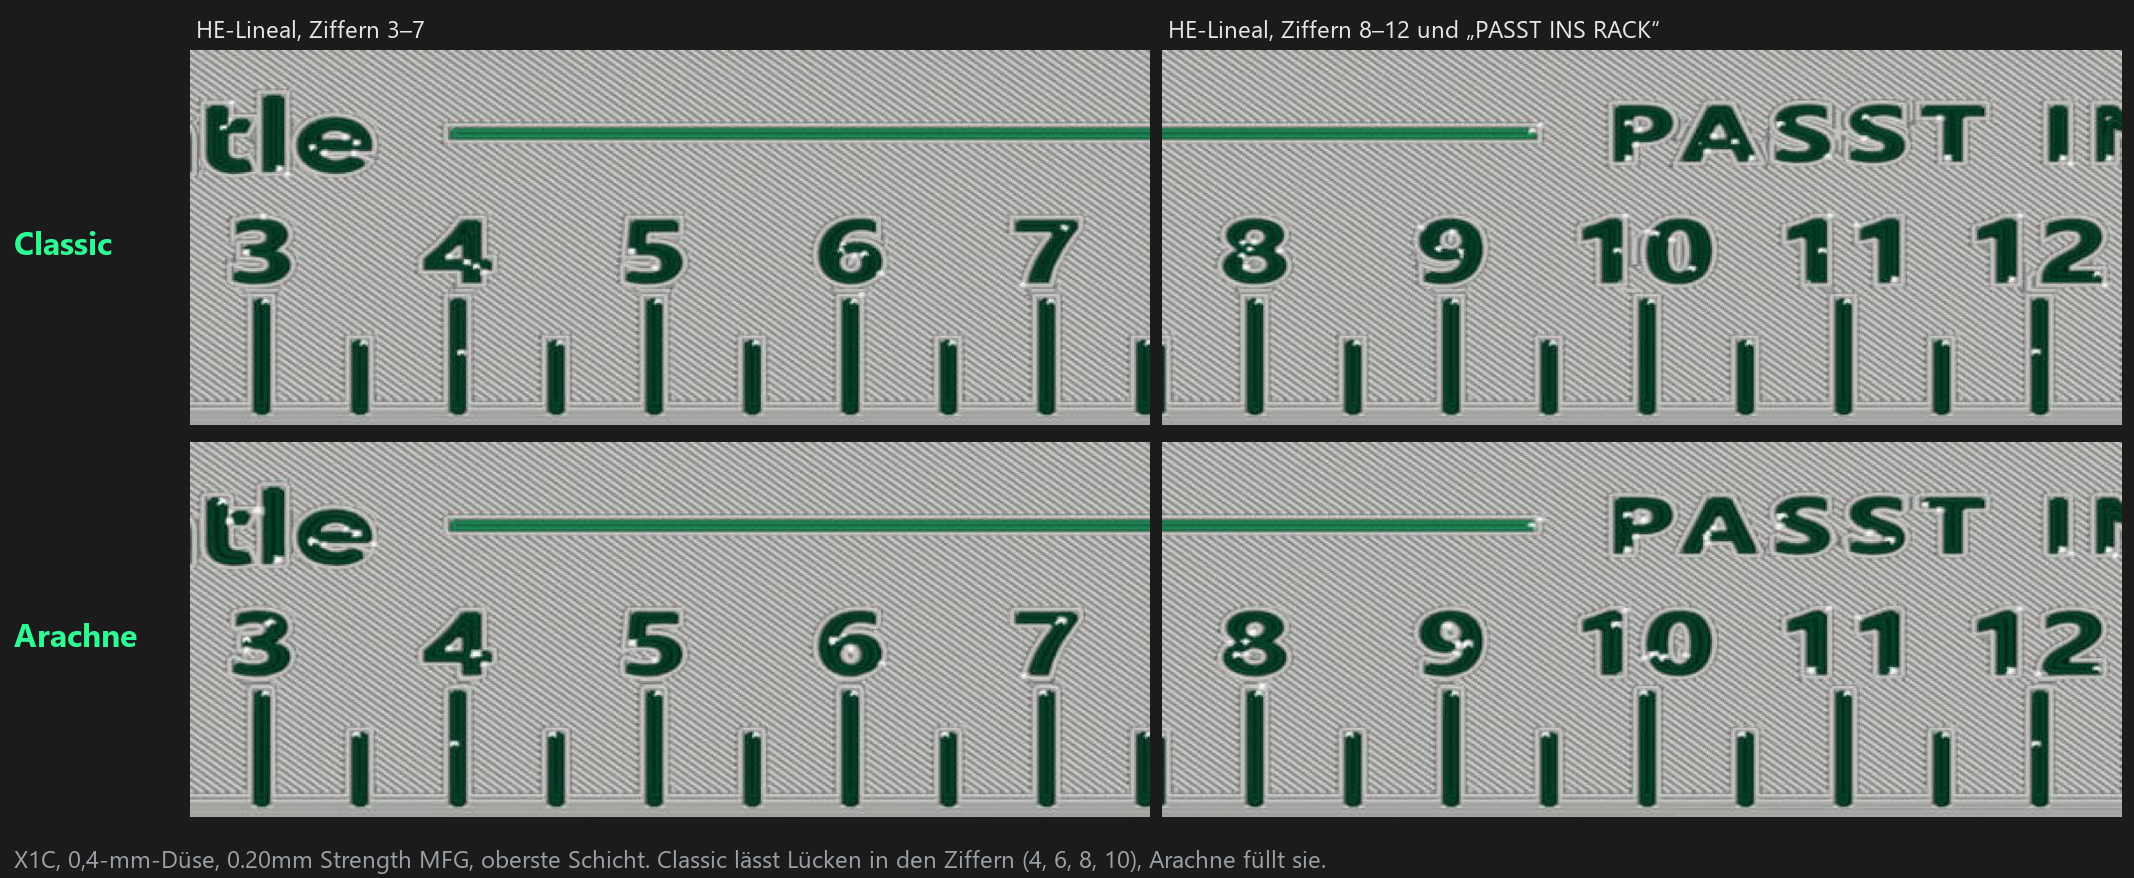 HE-Lineal, Ziffern 3–7
HE-Lineal, Ziffern 8–12 und „PASST INS RACK“
Classic
tle
PASST IN
3 4 5 6 7
8 9 10 11 12
Arachne
tle
PASST IN
3 4 5 6 7
8 9 10 11 12
X1C, 0,4-mm-Düse, 0.20mm Strength MFG, oberste Schicht. Classic lässt Lücken in den Ziffern (4, 6, 8, 10), Arachne füllt sie.